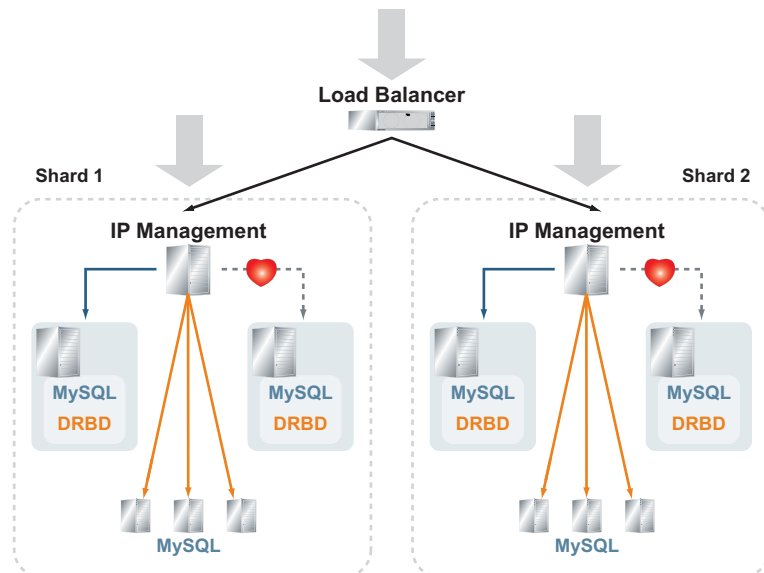 Load Balancer
Shard 1
Shard 2
IP Management
IP Management
MySQL
DRBD
MySQL
DRBD
MySQL
DRBD
MySQL
DRBD
MySQL
MySQL